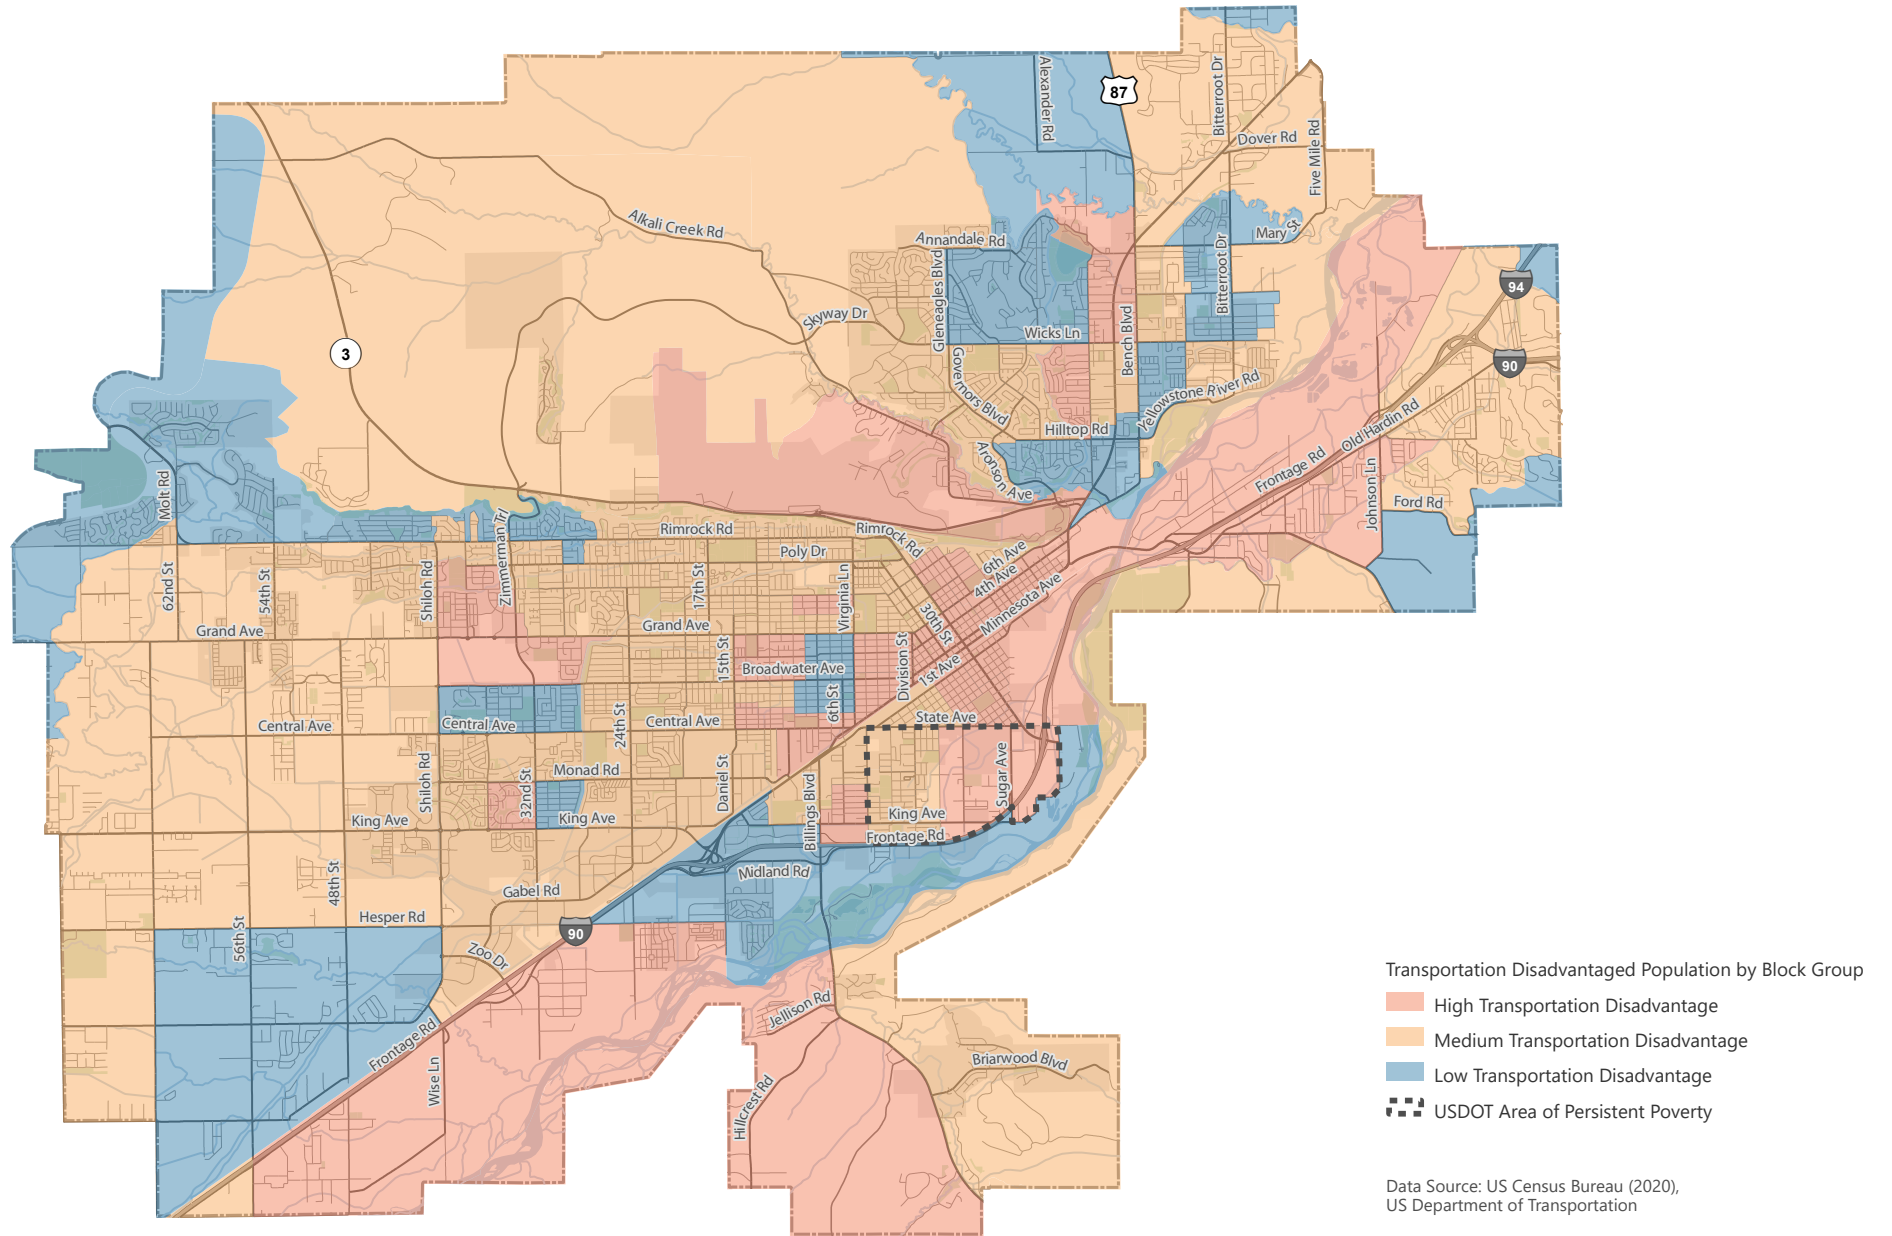 Alexander Rd
87
Bitterroot Dr
Dover Rd
Five Mile Rd
Alkali Creek Rd
Annandale Rd
Mary St
Bitterroot Dr
Gleneagles Blvd
94
Skyway Dr
Wicks Ln
Bench Blvd
3
90
Governors Blvd
Yellowstone River Rd
Hilltop Rd
Old Hardin Rd
Aronson Ave
Frontage Rd
Johnson Ln
Ford Rd
Molt Rd
Zimmerman Trl
Rimrock Rd
Rimrock Rd
Poly Dr
6th Ave
4th Ave
Minnesota Ave
62nd St
54th St
Shiloh Rd
17th St
Virginia Ln
30th St
Grand Ave
Grand Ave
15th St
Broadwater Ave
Division St
1st Ave
6th St
Central Ave
Central Ave
24th St
Central Ave
State Ave
Shiloh Rd
32nd St
Monad Rd
Daniel St
Billings Blvd
Sugar Ave
King Ave
King Ave
King Ave
Frontage Rd
48th St
Midland Rd
Gabel Rd
Hesper Rd
56th St
90
Zoo Dr
Jellison Rd
Frontage Rd
Wise Ln
Hillcrest Rd
Briarwood Blvd
Transportation Disadvantaged Population by Block Group
High Transportation Disadvantage
Medium Transportation Disadvantage
Low Transportation Disadvantage
USDOT Area of Persistent Poverty
Data Source: US Census Bureau (2020),
US Department of Transportation